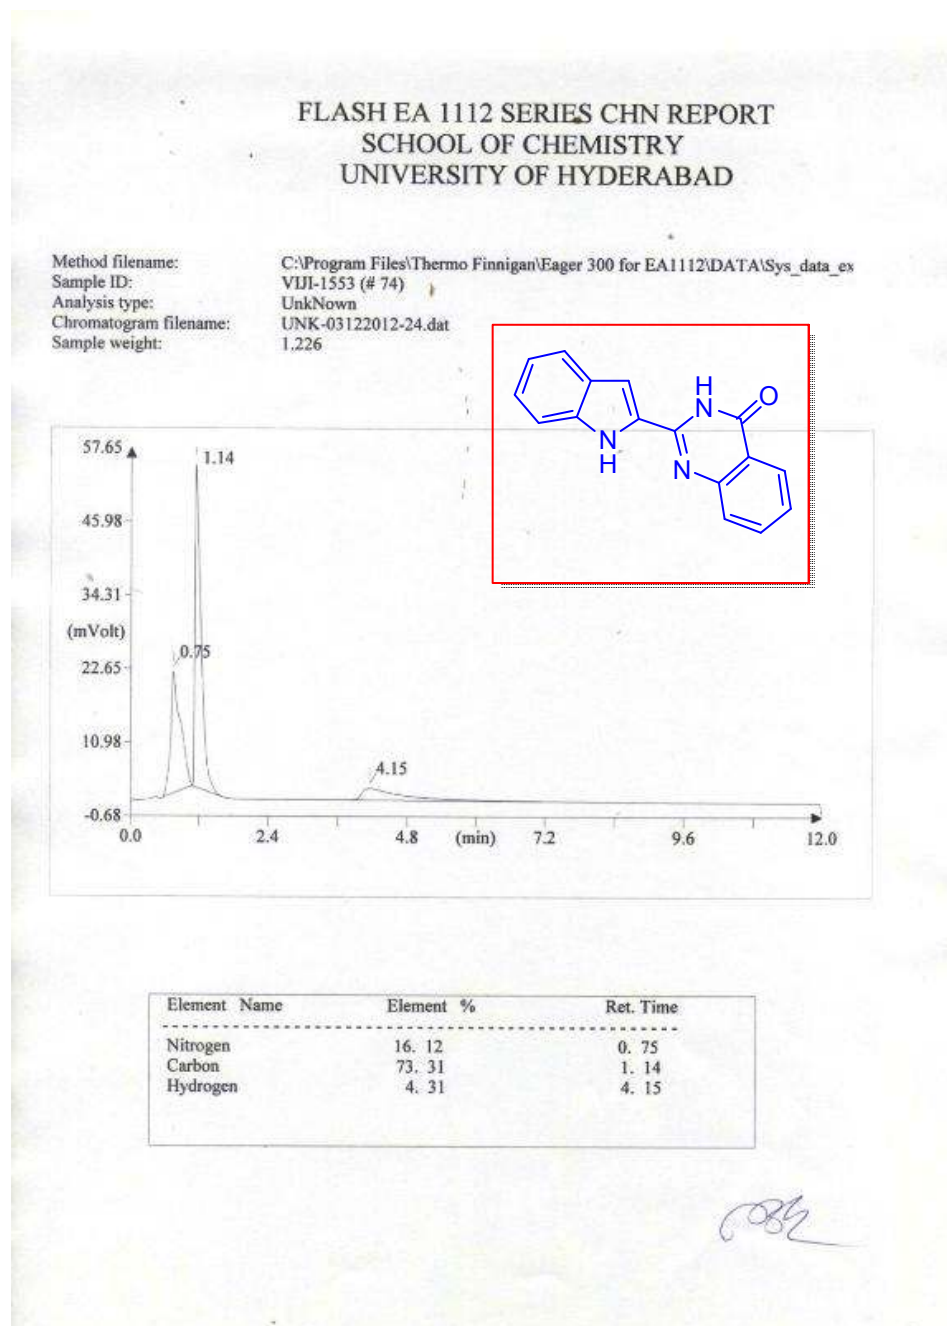 FLASH EA 1112 SERIES CHN REPORT
SCHOOL OF CHEMISTRY
UNIVERSITY OF HYDERABAD
Method filename: C:\Program Files\Thermo Finnigan\Eager 300 for EA1112\DATA\Sys_data_ex
Sample ID: VIJI-1553 (# 74)
Analysis type: UnkNown
Chromatogram filename: UNK-03122012-24.dat
Sample weight: 1.226
H
N
O
N
H
N
57.65
1.14
45.98
34.31
(mVolt)
0.75
22.65
10.98
4.15
-0.68
0.0 2.4 4.8 (min) 7.2 9.6 12.0
Element Name Element % Ret. Time
Nitrogen 16. 12 0. 75
Carbon 73. 31 1. 14
Hydrogen 4. 31 4. 15